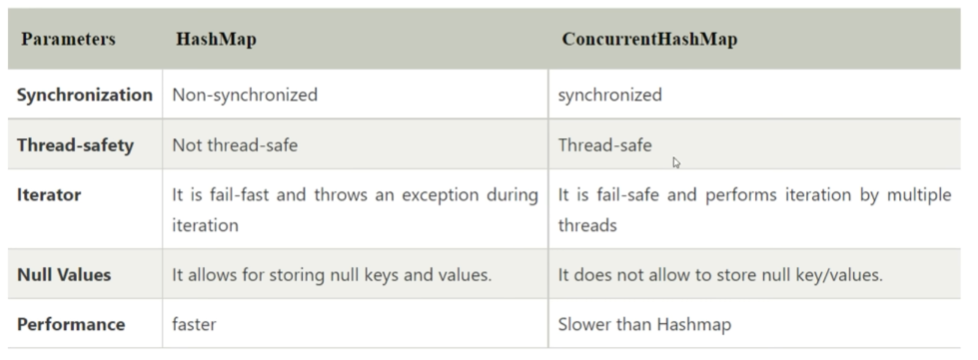 Parameters HashMap ConcurrentHashMap
Synchronization Non-synchronized synchronized
Thread-safety Not thread-safe Thread-safe
Iterator It is fail-fast and throws an exception during It is fail-safe and performs iteration by multiple
iteration threads
Null Values It allows for storing null keys and values. It does not allow to store null key/values.
Performance faster Slower than Hashmap